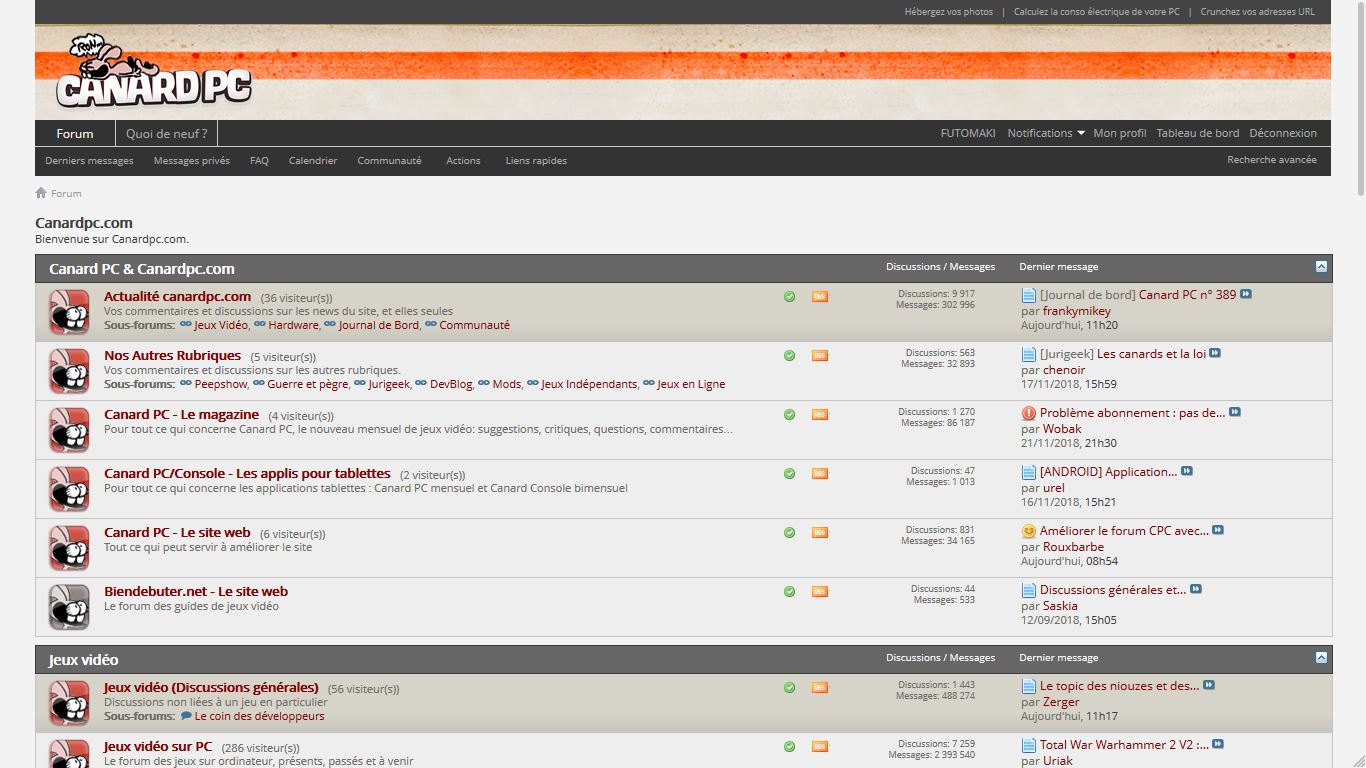 Hébergez vos photos | Calculez la conso électrique de votre PC | Crunchez vos adresses URL
CANARD PC
Forum Quoi de neuf ? FUTOMAKI Notifications Mon profil Tableau de bord Déconnexion
Derniers messages Messages privés FAQ Calendrier Communauté Actions Liens rapides Recherche avancée
Forum
Canardpc.com
Bienvenue sur Canardpc.com.
Canard PC & Canardpc.com Discussions / Messages Dernier message
Actualité canardpc.com (36 visiteur(s)) RSS Discussions: 9 917 [Journal de bord] Canard PC n° 389
Vos commentaires et discussions sur les news du site, et elles seules Messages: 302 996 par frankymikey
Sous-forums: Jeux Vidéo, Hardware, Journal de Bord, Communauté Aujourd'hui, 11h20
Nos Autres Rubriques (5 visiteur(s)) RSS Discussions: 563 [Jurigeek] Les canards et la loi
Vos commentaires et discussions sur les autres rubriques. Messages: 32 893 par chenoir
Sous-forums: Peepshow, Guerre et pègre, Jurigeek, DevBlog, Mods, Jeux Indépendants, Jeux en Ligne 17/11/2018, 15h59
Canard PC - Le magazine (4 visiteur(s)) RSS Discussions: 1 270 Problème abonnement : pas de...
Pour tout ce qui concerne Canard PC, le nouveau mensuel de jeux vidéo: suggestions, critiques, questions, commentaires... Messages: 86 187 par Wobak
21/11/2018, 21h30
Canard PC/Console - Les applis pour tablettes (2 visiteur(s)) RSS Discussions: 47 [ANDROID] Application...
Pour tout ce qui concerne les applications tablettes : Canard PC mensuel et Canard Console bimensuel Messages: 1 013 par urel
16/11/2018, 15h21
Canard PC - Le site web (6 visiteur(s)) RSS Discussions: 831 Améliorer le forum CPC avec...
Tout ce qui peut servir à améliorer le site Messages: 34 165 par Rouxbarbe
Aujourd'hui, 08h54
Biendebuter.net - Le site web RSS Discussions: 44 Discussions générales et...
Le forum des guides de jeux vidéo Messages: 533 par Saskia
12/09/2018, 15h05
Jeux vidéo Discussions / Messages Dernier message
Jeux vidéo (Discussions générales) (56 visiteur(s)) RSS Discussions: 1 443 Le topic des niouzes et des...
Discussions non liées à un jeu en particulier Messages: 488 274 par Zerger
Sous-forums: Le coin des développeurs Aujourd'hui, 11h17
Jeux vidéo sur PC (286 visiteur(s)) RSS Discussions: 7 259 Total War Warhammer 2 V2 :...
Le forum des jeux sur ordinateur, présents, passés et à venir Messages: 2 393 540 par Uriak